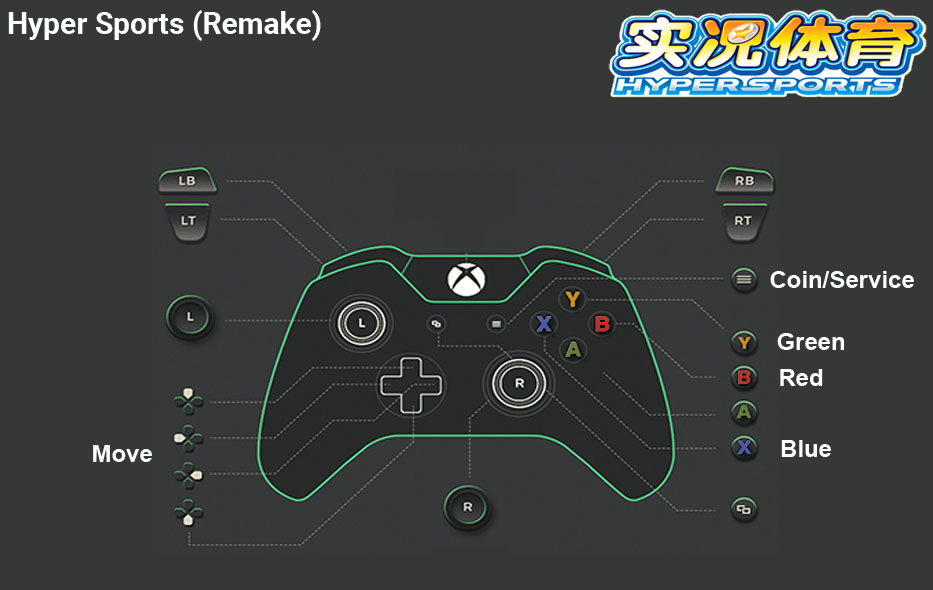 Hyper Sports (Remake)
实况体育
HYPERSPORTS
LB
RB
LT
RT
Coin/Service
L
L
Y
X
B
A
Y
Green
B
Red
R
A
Move
X
Blue
R